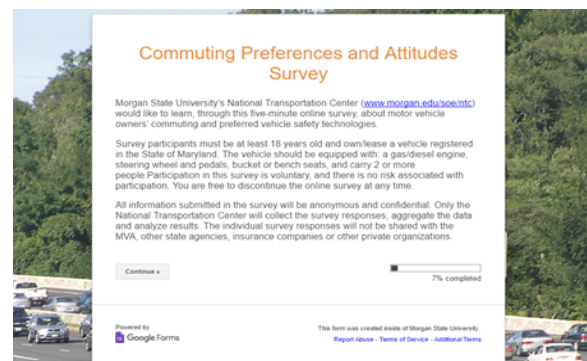 Commuting Preferences and Attitudes
Survey
Morgan State University's National Transportation Center (www.morgan.edu/soe/ntc)
would like to learn, through this five-minute online survey, about motor vehicle
owners' commuting and preferred vehicle safety technologies.
Survey participants must be at least 18 years old and own/lease a vehicle registered
in the State of Maryland. The vehicle should be equipped with: a gas/diesel engine,
steering wheel and pedals, bucket or bench seats, and carry 2 or more
people.Participation in this survey is voluntary, and there is no risk associated with
participation. You are free to discontinue the online survey at any time.
All information submitted in the survey will be anonymous and confidential. Only the
National Transportation Center will collect the survey responses, aggregate the data
and analyze results. The individual survey responses will not be shared with the
MVA, other state agencies, insurance companies or other private organizations.
Continue »
7% completed
Powered by
Google Forms
This form was created inside of Morgan State University.
Report Abuse - Terms of Service - Additional Terms